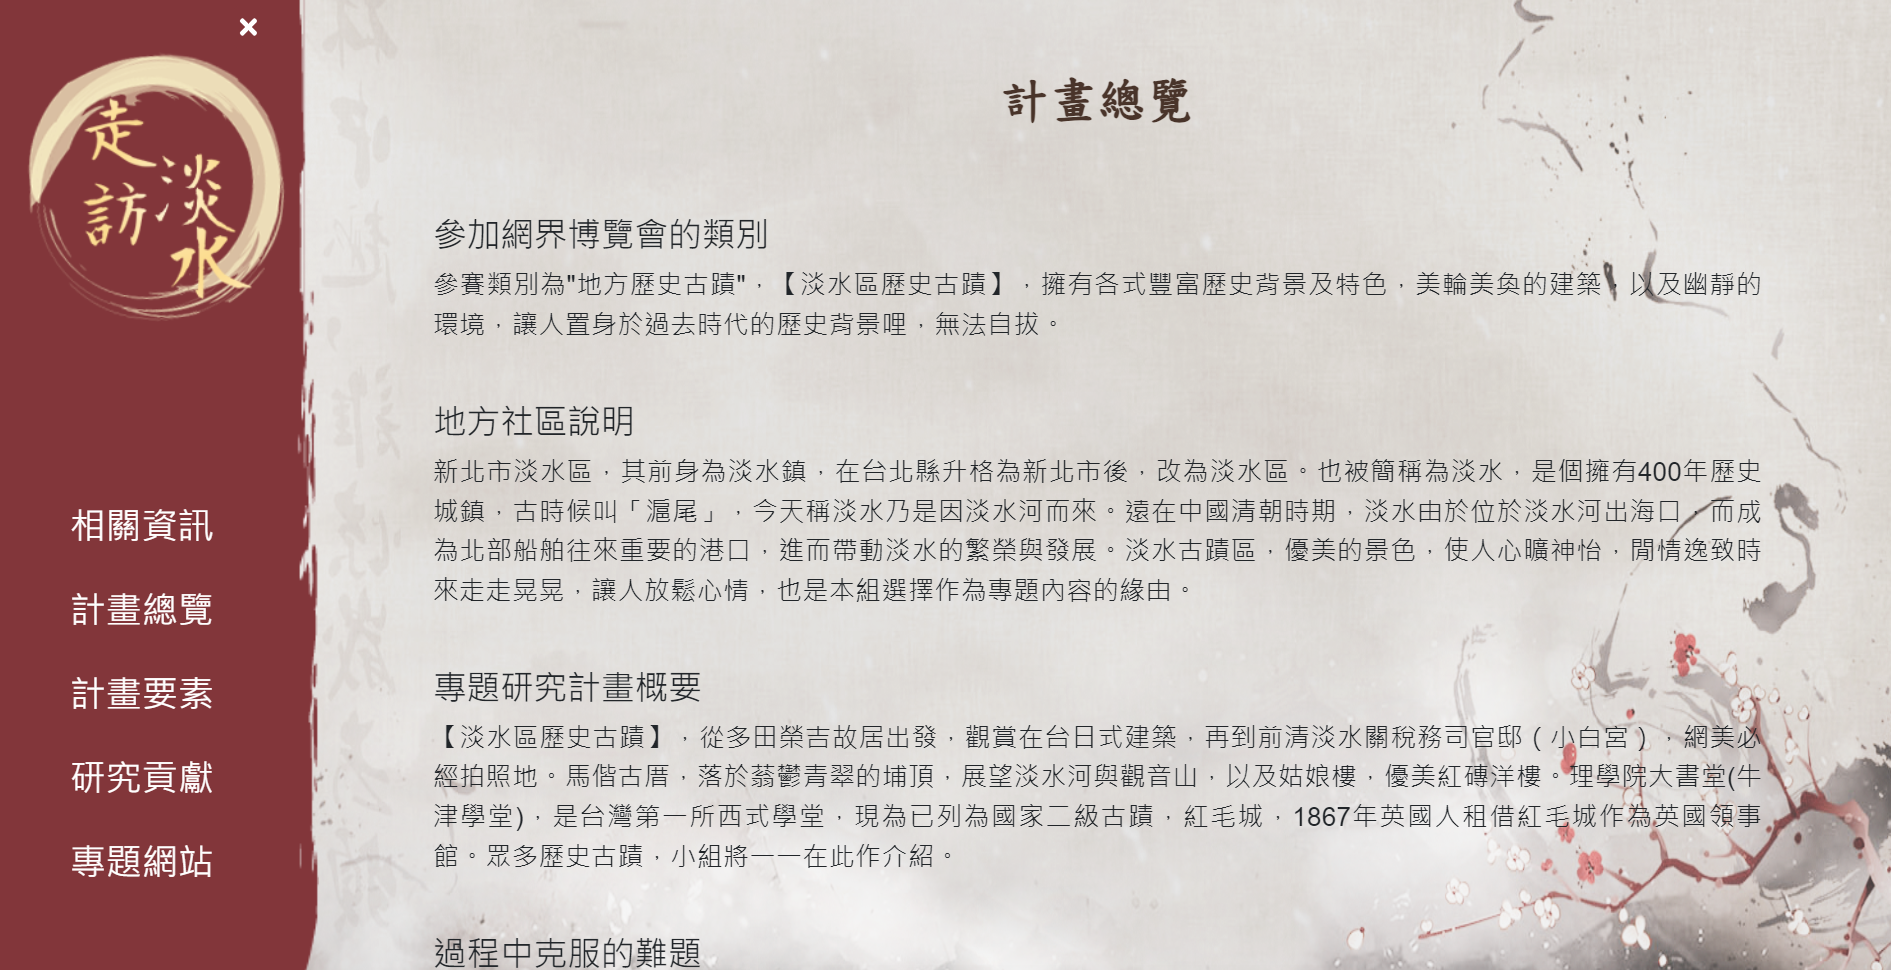 ×
走訪
淡水
相關資訊
計畫總覽
計畫要素
研究貢獻
專題網站
計畫總覽
參加網界博覽會的類別
參賽類別為"地方歷史古蹟"，【淡水區歷史古蹟】，擁有各式豐富歷史背景及特色，美輪美奐的建築，以及幽靜的
環境，讓人置身於過去時代的歷史背景哩，無法自拔。
地方社區說明
新北市淡水區，其前身為淡水鎮，在台北縣升格為新北市後，改為淡水區。也被簡稱為淡水，是個擁有400年歷史
城鎮，古時候叫「滬尾」，今天稱淡水乃是因淡水河而來。遠在中國清朝時期，淡水由於位於淡水河出海口，而成
為北部船舶往來重要的港口，進而帶動淡水的繁榮與發展。淡水古蹟區，優美的景色，使人心曠神怡，閒情逸致時
來走走晃晃，讓人放鬆心情，也是本組選擇作為專題內容的緣由。
專題研究計畫概要
【淡水區歷史古蹟】，從多田榮吉故居出發，觀賞在台日式建築，再到前清淡水關稅務司官邸（小白宮），網美必
經拍照地。馬偕古厝，落於蓊鬱青翠的埔頂，展望淡水河與觀音山，以及姑娘樓，優美紅磚洋樓。理學院大書堂(牛
津學堂)，是台灣第一所西式學堂，現為已列為國家二級古蹟，紅毛城，1867年英國人租借紅毛城作為英國領事
館。眾多歷史古蹟，小組將一一在此作介紹。
過程中克服的難題